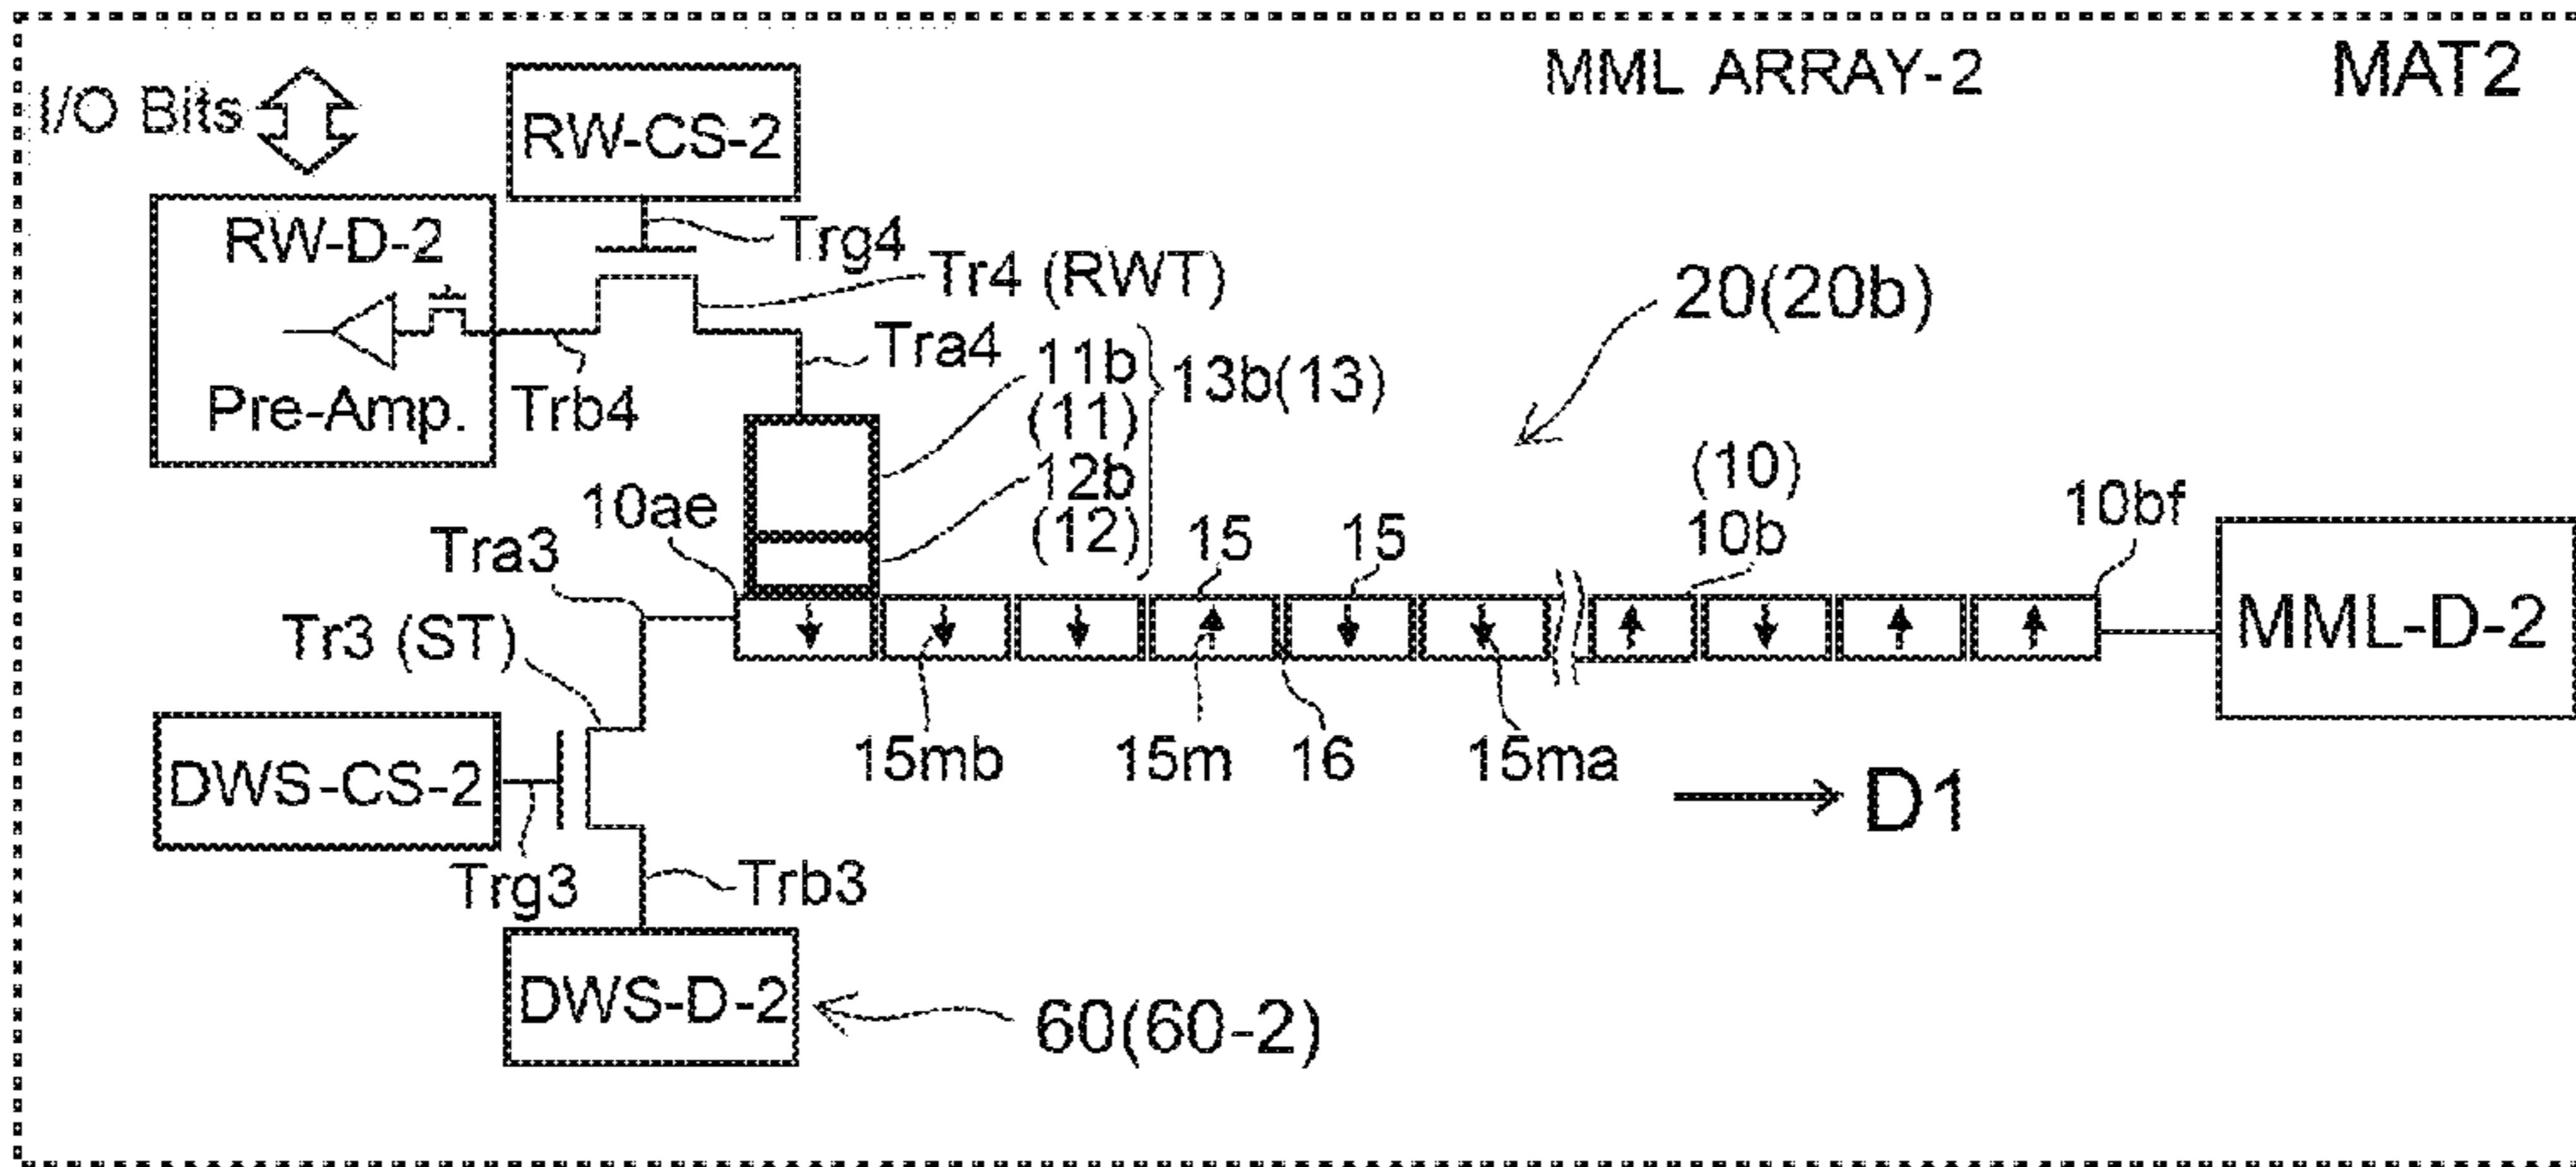 MML ARRAY-2
MAT2
I/O Bits
RW-CS-2
RW-D-2
Trg4
Tr4 (RWT)
20(20b)
Tra4
Pre-Amp.
Trb4
11b
(11)
13b(13)
12b
(12)
10ae
15
15
(10)
10b
10bf
Tra3
Tr3 (ST)
MML-D-2
15mb
15m
16
15ma
DWS-CS-2
D1
Trg3
Trb3
DWS-D-2
60(60-2)